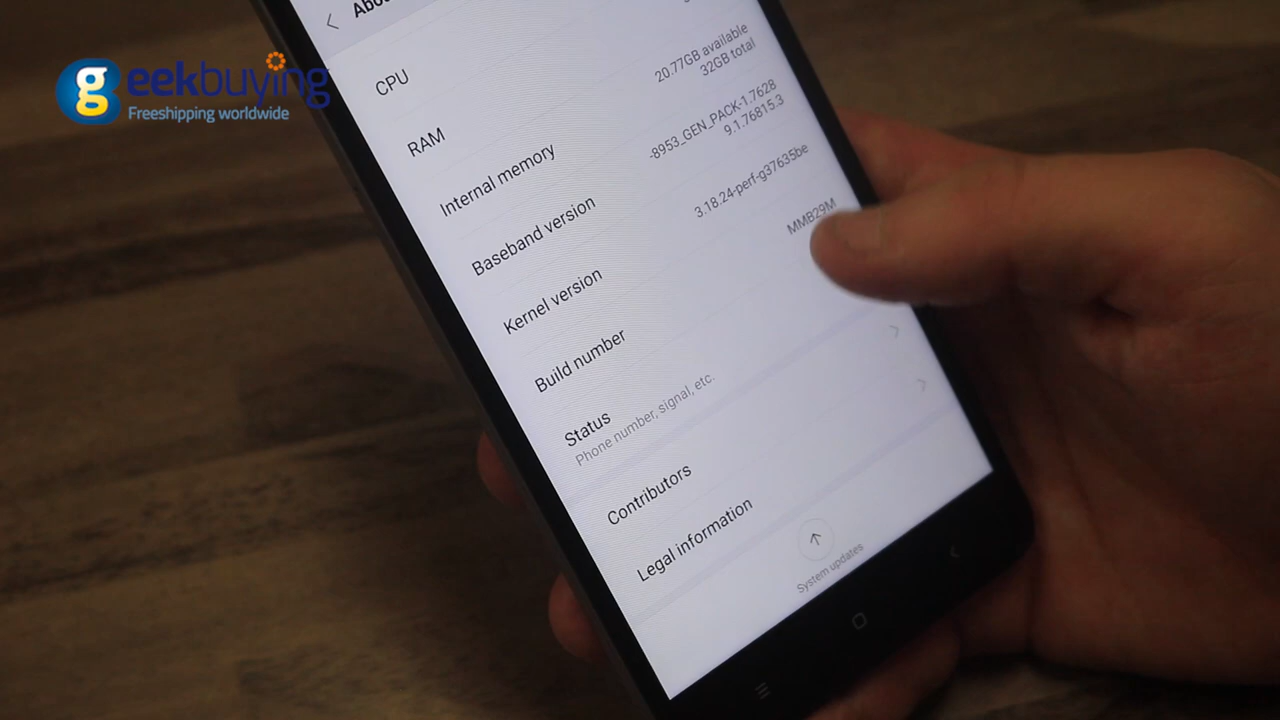 geekbuying
Freeshipping worldwide
CPU
RAM
Internal memory
20.77GB available
32GB total
Baseband version
-8953_GEN_PACK-1.7628
9.1.76815.3
Kernel version
3.18.24-perf-g37635be
Build number
MMB29M
Status
Phone number, signal, etc.
Contributors
Legal information
System updates